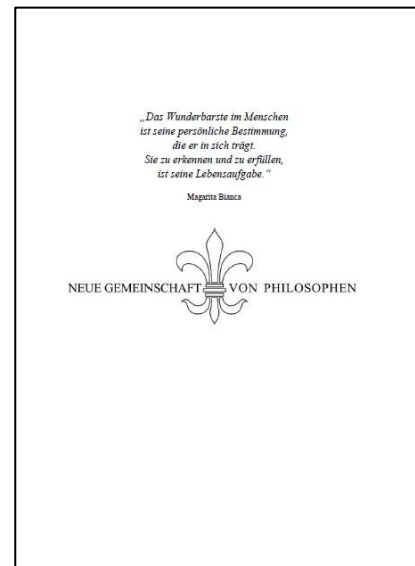 „Das Wunderbarste im Menschen
ist seine persönliche Bestimmung,
die er in sich trägt.
Sie zu erkennen und zu erfüllen,
ist seine Lebensaufgabe.“
Magarita Bianca
NEUE GEMEINSCHAFT VON PHILOSOPHEN